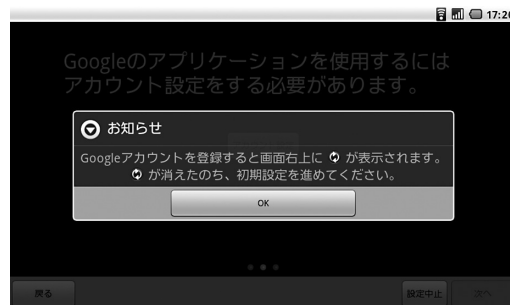 17:26
Googleのアプリケーションを使用するには
アカウント設定をする必要があります。
お知らせ
Googleアカウントを登録すると画面右上に が表示されます。
が消えたのち、初期設定を進めてください。
OK
戻る
設定中止
次へ